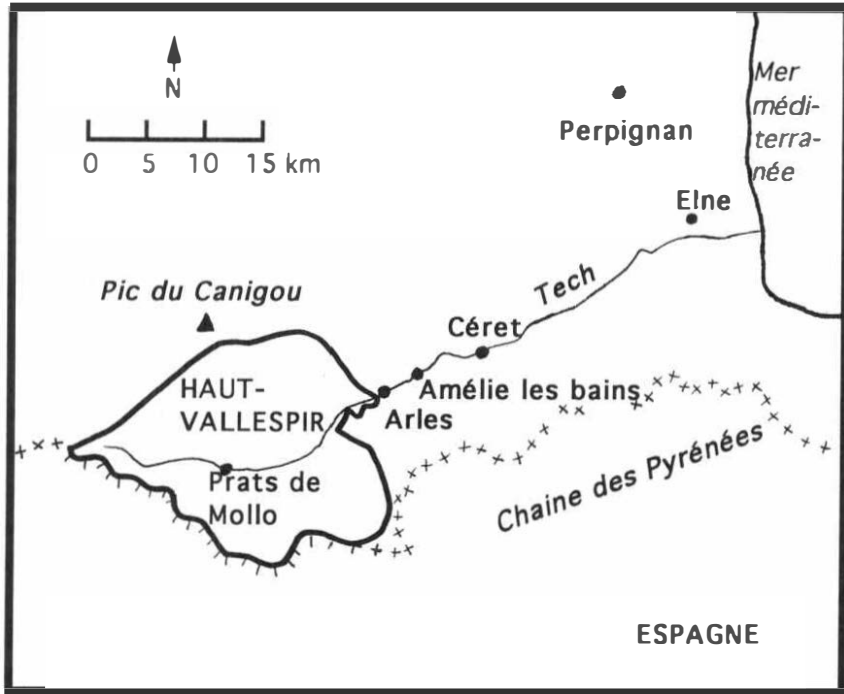 N
0 5 10 15 km
Mer
médi-
terra-
née
Perpignan
Elne
Tech
Pic du Canigou
Céret
HAUT-
VALLESPIR
Amélie les bains
Arles
Prats de
Mollo
Chaine des Pyrénées
ESPAGNE